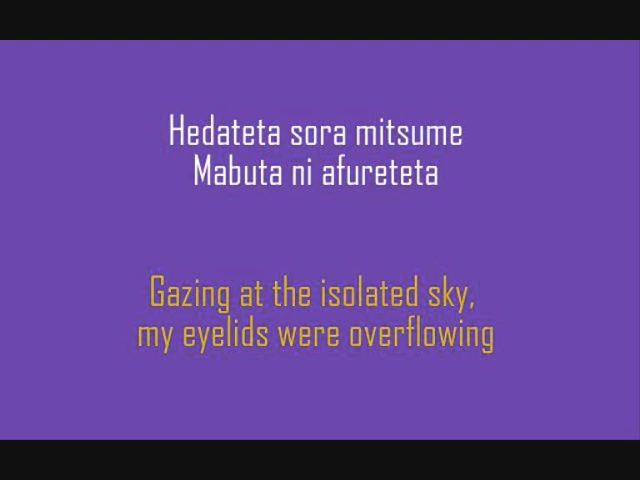 Hedateta sora mitsume
Mabuta ni afureteta
Gazing at the isolated sky,
my eyelids were overflowing